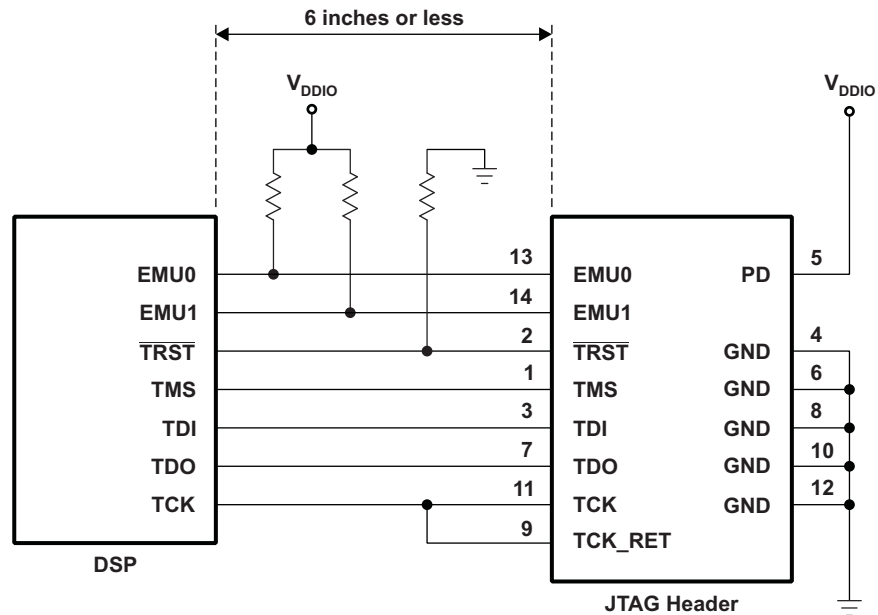 6 inches or less
VDDIO
VDDIO
EMU0
13
EMU0
PD
5
EMU1
14
EMU1
TRST
2
TRST
GND
4
TMS
1
TMS
GND
6
TDI
3
TDI
GND
8
TDO
7
TDO
GND
10
TCK
11
TCK
GND
12
9
TCK_RET
DSP
JTAG Header